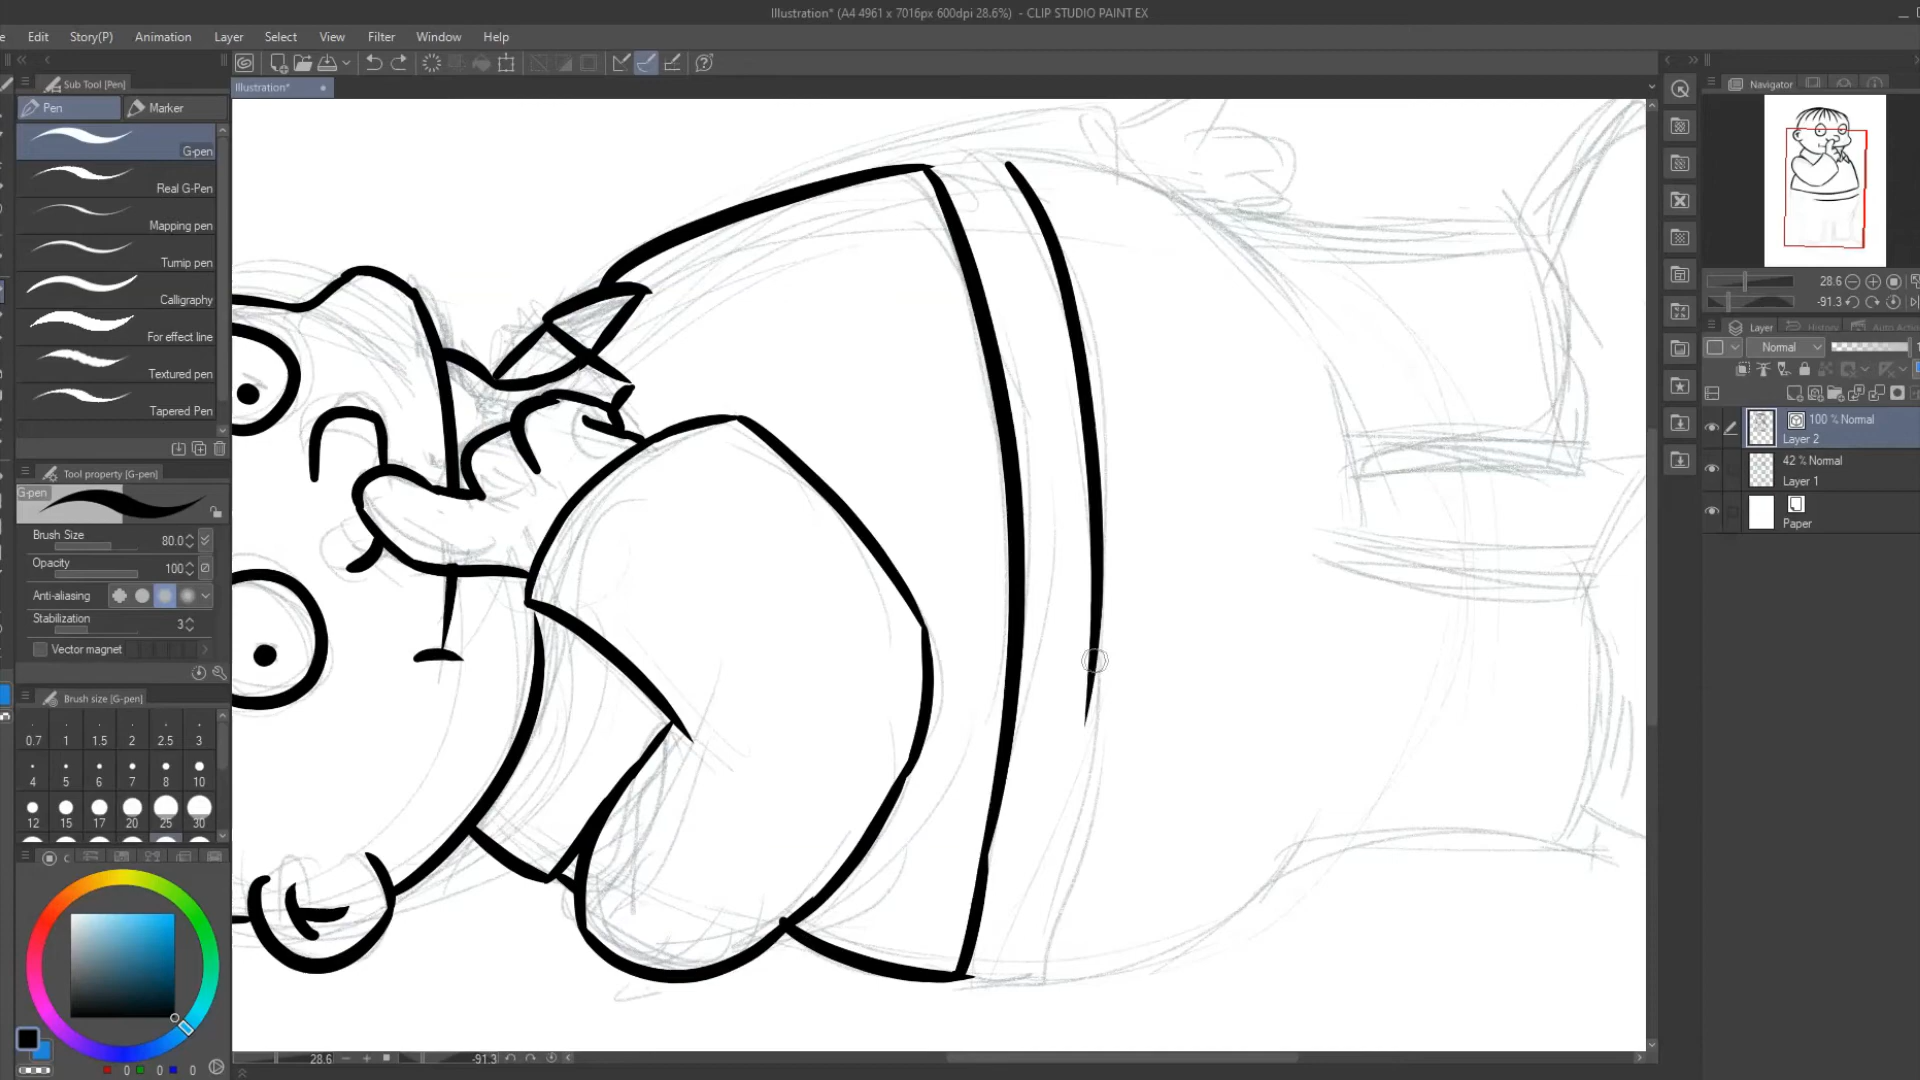 Illustration* (A4 4961 x 7016px 600dpi 28.6%) - CLIP STUDIO PAINT EX
e Edit Story(P) Animation Layer Select View Filter Window Help
Sub Tool [Pen]
Pen Marker
G-pen
Real G-Pen
Mapping pen
Turnip pen
Calligraphy
For effect line
Textured pen
Tapered Pen
Tool property [G-pen]
G-pen
Brush Size 80.0
Opacity 100
Anti-aliasing
Stabilization 3
Vector magnet
Brush size [G-pen]
0.7 1 1.5 2 2.5 3
4 5 6 7 8 10
12 15 17 20 25 30
0 0 0
Illustration*
28.6 -91.3
Navigator
28.6
-91.3
Layer History Auto Acti
Normal
100 % Normal
Layer 2
42 % Normal
Layer 1
Paper